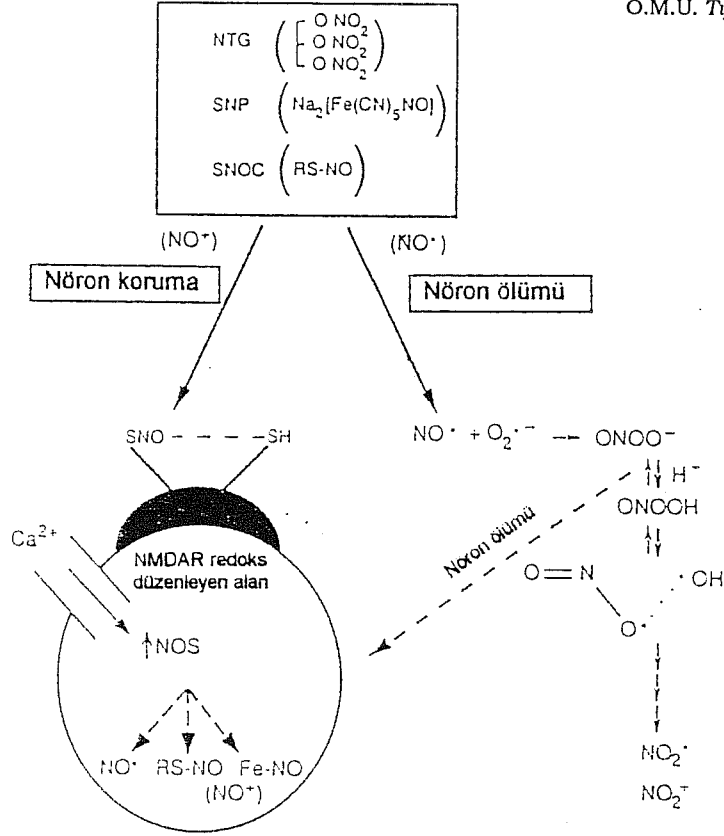 O.M.U. Tı
NTG ( [ O NO₂
O NO₂
O NO₂ )
SNP (Na₂[Fe(CN)₅NO])
SNOC (RS-NO)
(NO⁺)
(NO•)
Nöron koruma
Nöron ölümü
SNO – – – – SH
NO• + O₂•⁻ → ONOO⁻
H⁺
ONOOH
Nöron ölümü
Ca²⁺
NMDAR redoks
düzenleyen alan
O=N
•OH
O•
↑NOS
NO• RS-NO Fe-NO
(NO⁺)
NO₂•
NO₂⁺